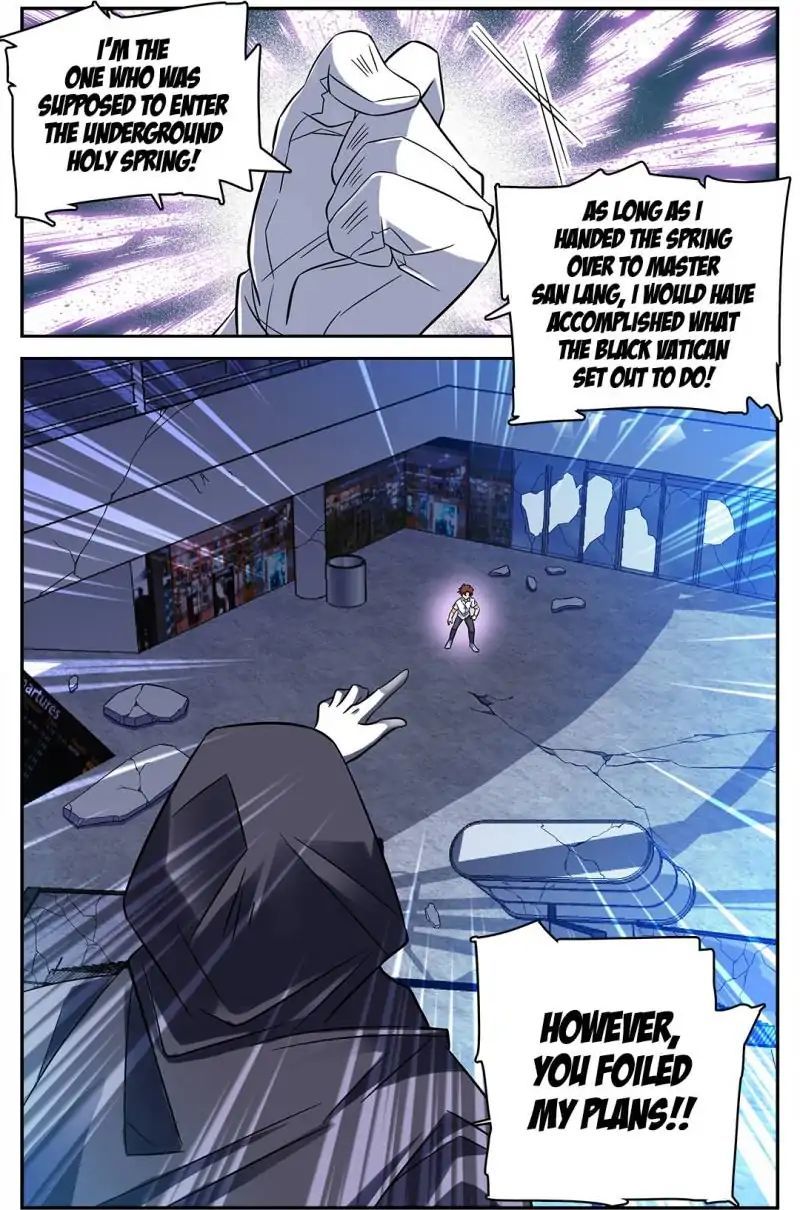 I'M THE
ONE WHO WAS
SUPPOSED TO ENTER
THE UNDERGROUND
HOLY SPRING!
AS LONG AS I
HANDED THE SPRING
OVER TO MASTER
SAN LANG, I WOULD HAVE
ACCOMPLISHED WHAT
THE BLACK VATICAN
SET OUT TO DO!
partures
HOWEVER,
YOU FOILED
MY PLANS!!